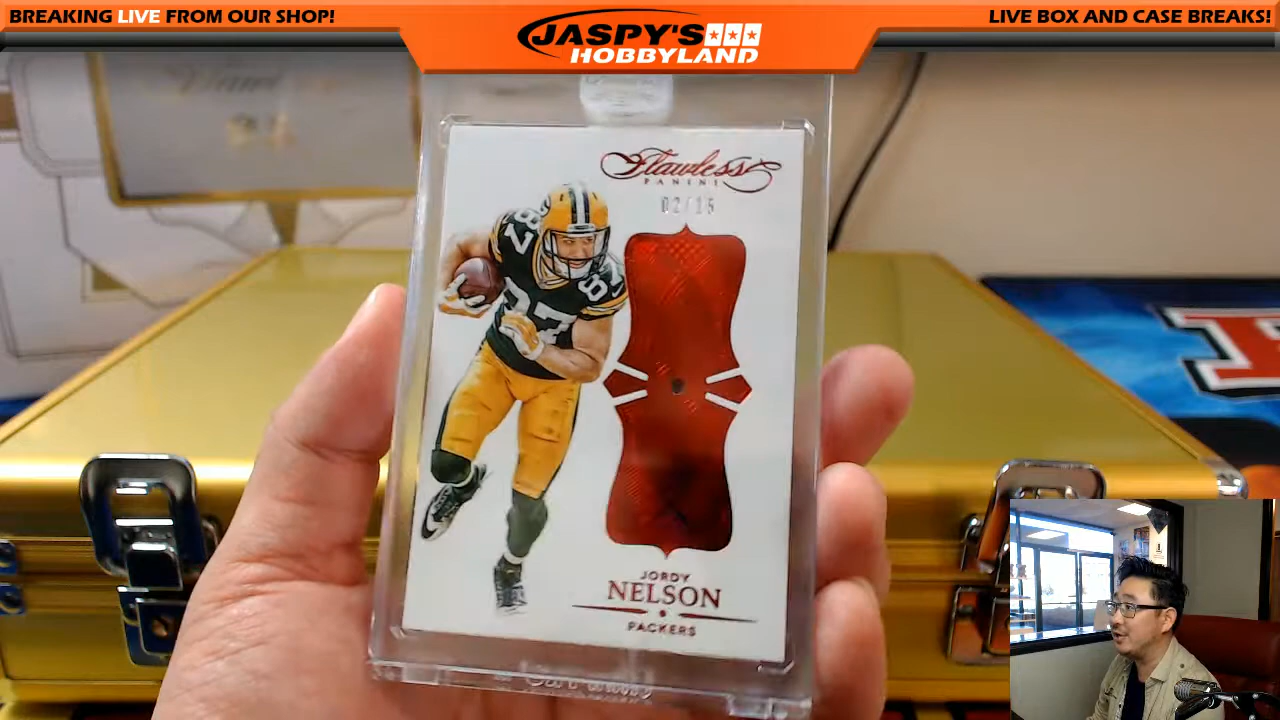 BREAKING LIVE FROM OUR SHOP!
JASPY'S
HOBBYLAND
LIVE BOX AND CASE BREAKS!
Flawless
PANINI
02/15
87
87
87
JORDY
NELSON
PACKERS